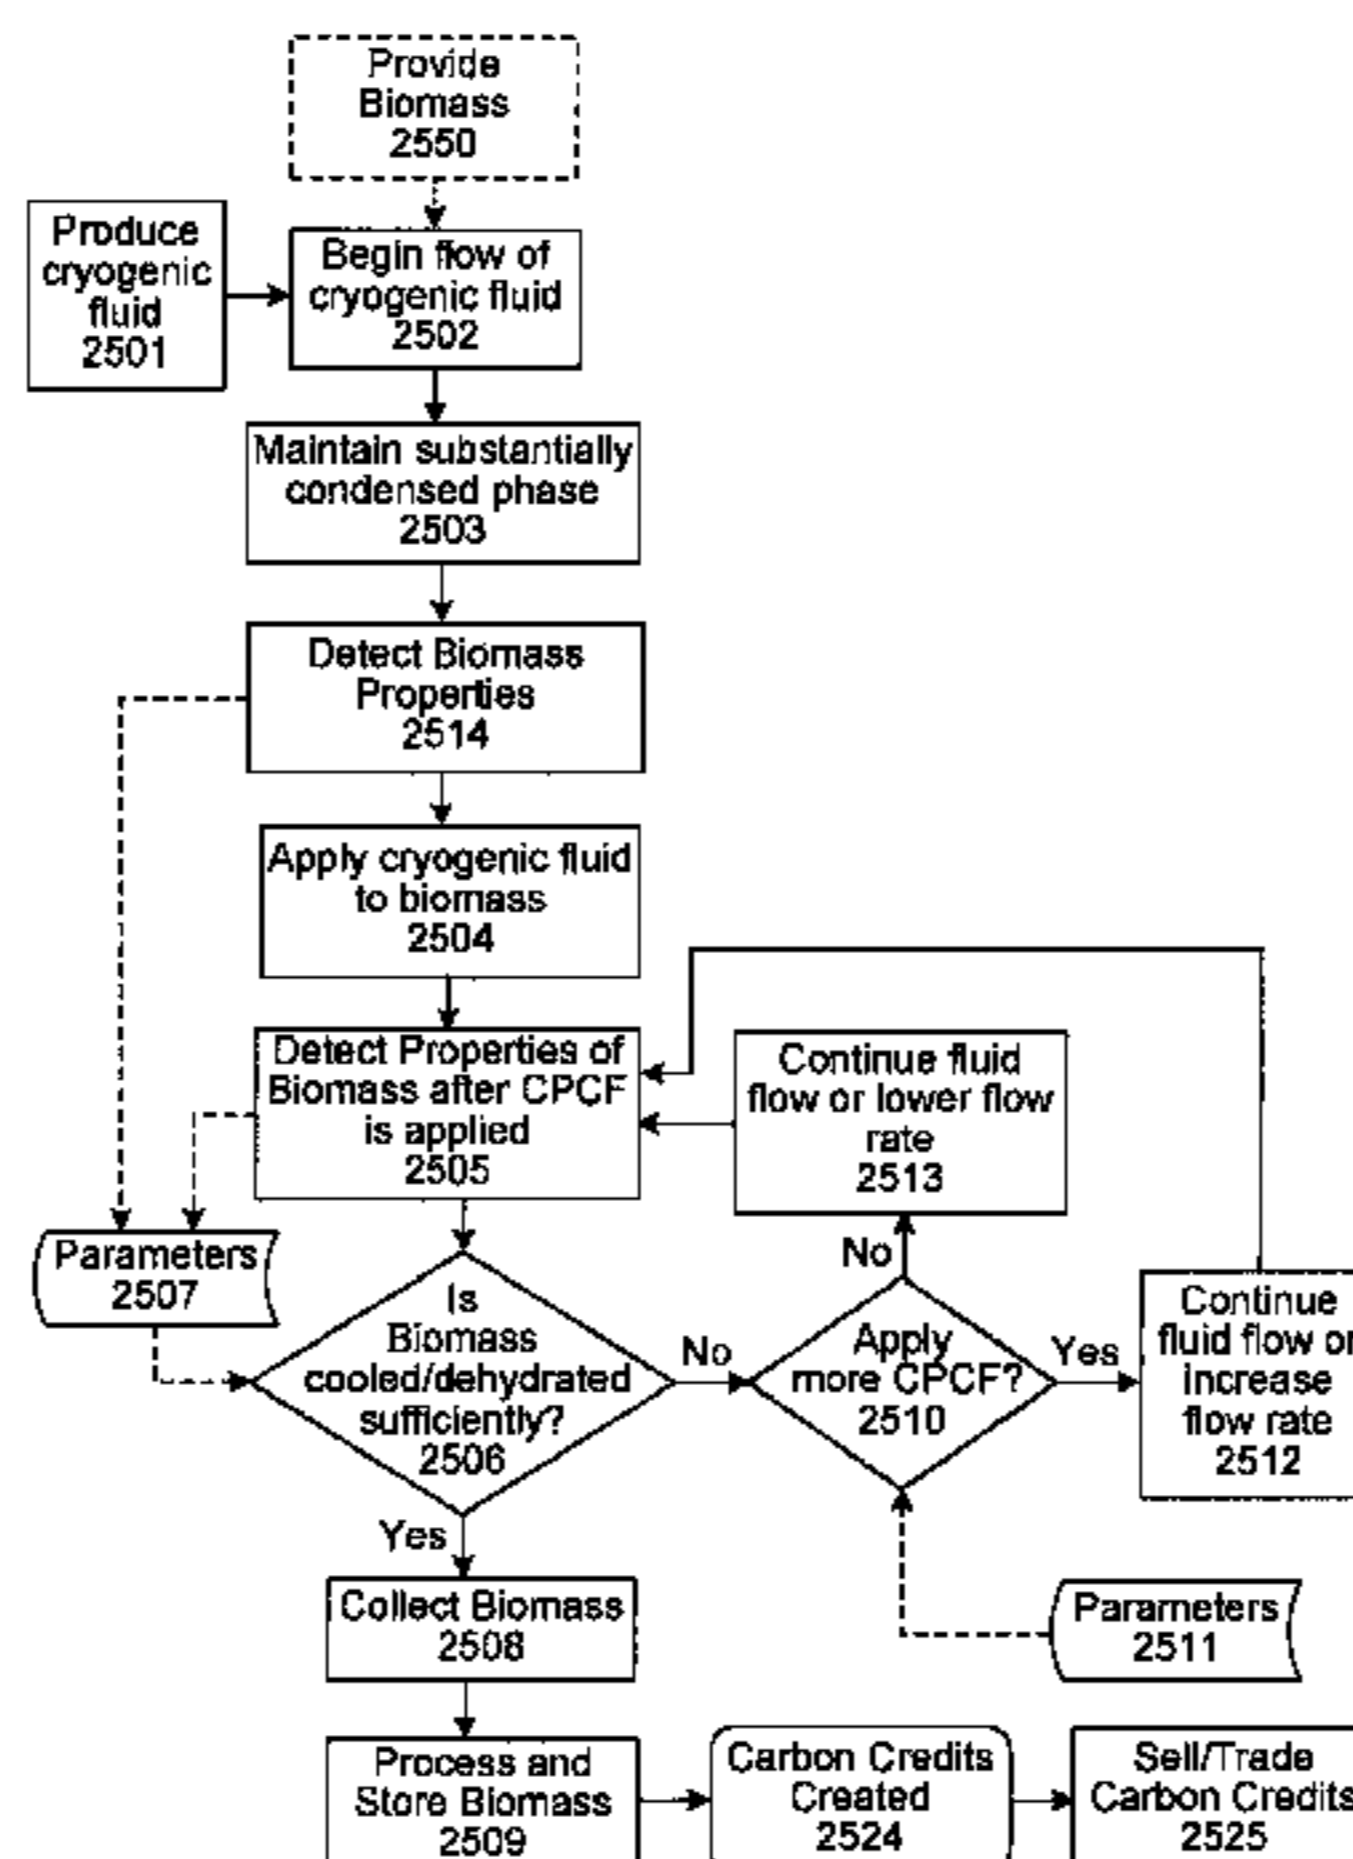 Provide
Biomass
2550
Produce
cryogenic
fluid
2501
Begin flow of
cryogenic fluid
2502
Maintain substantially
condensed phase
2503
Detect Biomass
Properties
2514
Apply cryogenic fluid
to biomass
2504
Detect Properties of
Biomass after CPCF
is applied
2505
Continue fluid
flow or lower flow
rate
2513
Parameters
2507
Is
Biomass
cooled/dehydrated
sufficiently?
2506
No
No
Apply
more CPCF?
2510
Yes
Continue
fluid flow or
increase
flow rate
2512
Yes
Collect Biomass
2508
Parameters
2511
Process and
Store Biomass
2509
Carbon Credits
Created
2524
Sell/Trade
Carbon Credits
2525